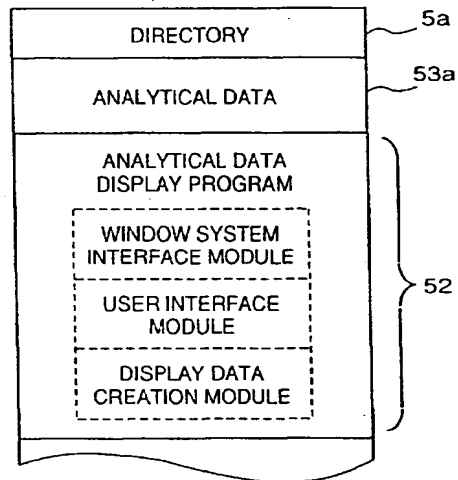 DIRECTORY
5a
ANALYTICAL DATA
53a
ANALYTICAL DATA
DISPLAY PROGRAM
WINDOW SYSTEM
INTERFACE MODULE
USER INTERFACE
MODULE
DISPLAY DATA
CREATION MODULE
52